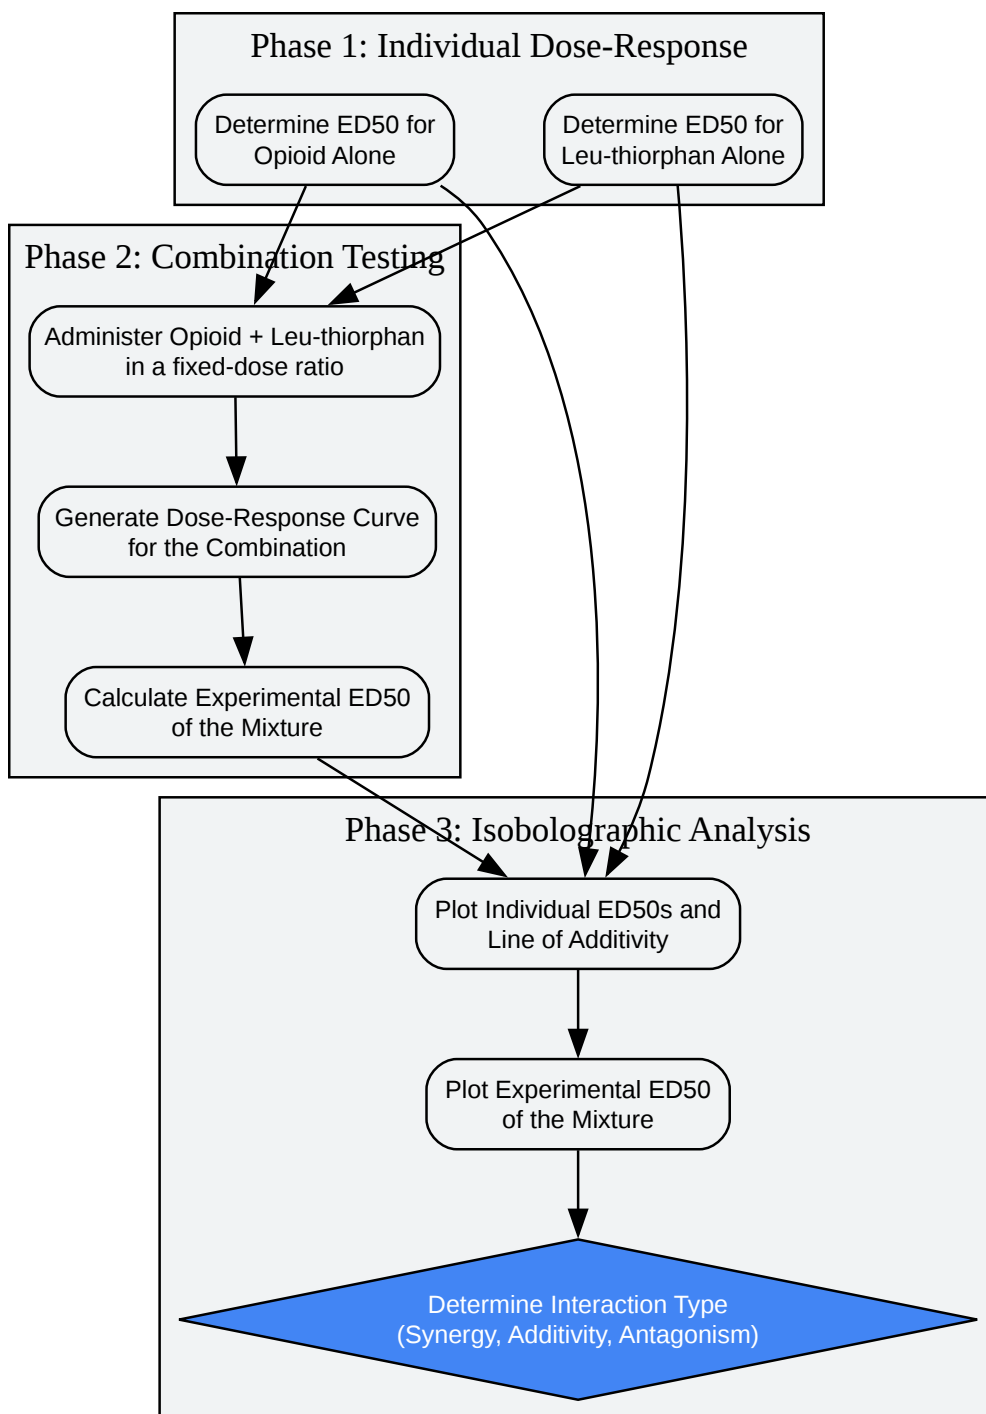 Phase 1: Individual Dose-Response
Determine ED50 for
Opioid Alone
Determine ED50 for
Leu-thiorphan Alone
Phase 2: Combination Testing
Administer Opioid + Leu-thiorphan
in a fixed-dose ratio
Generate Dose-Response Curve
for the Combination
Calculate Experimental ED50
of the Mixture
Phase 3: Isobolographic Analysis
Plot Individual ED50s and
Line of Additivity
Plot Experimental ED50
of the Mixture
Determine Interaction Type
(Synergy, Additivity, Antagonism)